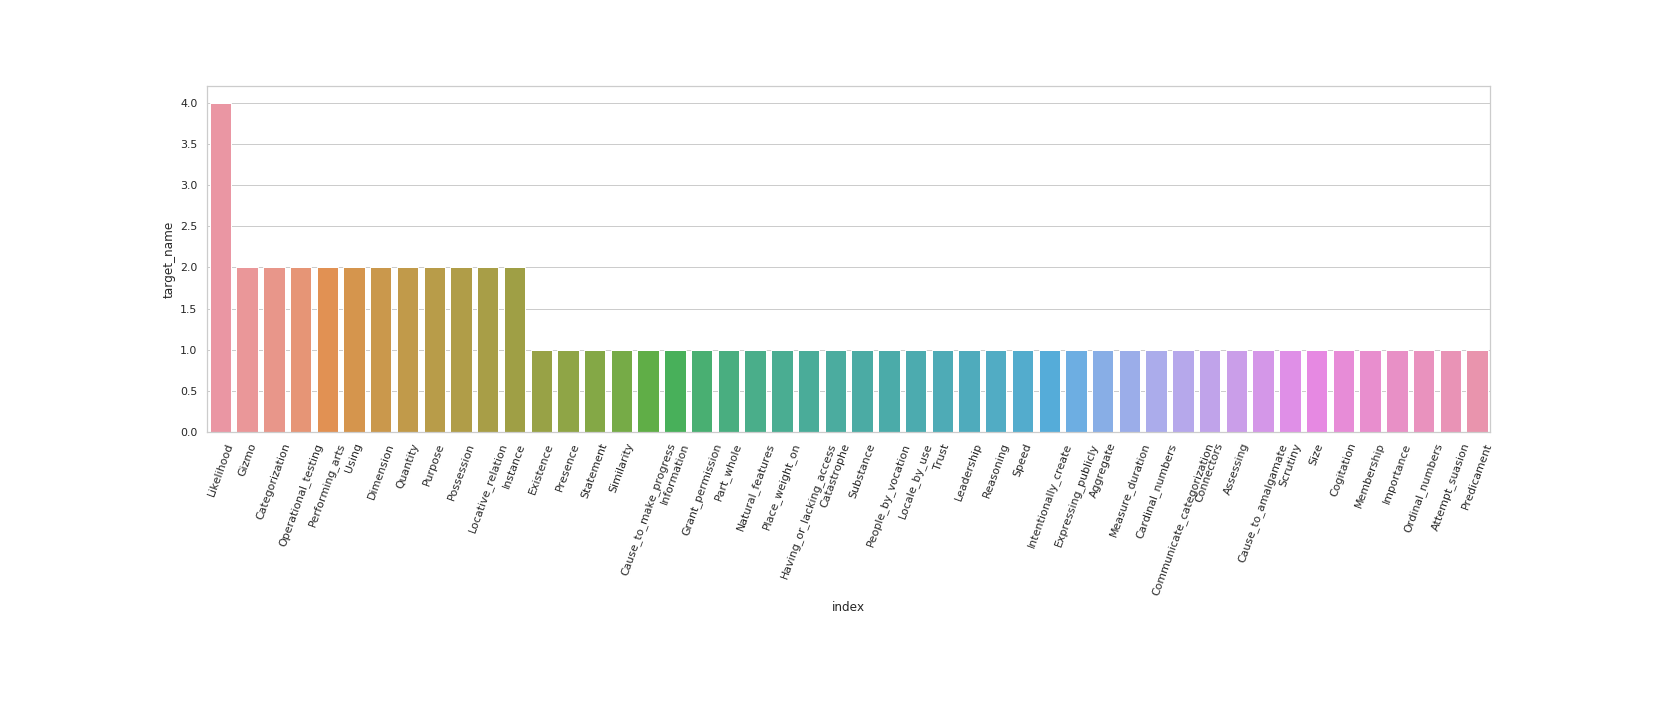 4.0
3.5
3.0
2.5
2.0
1.5
1.0
0.5
0.0
target_name
Likelihood
Gizmo
Categorization
Operational_testing
Performing_arts
Using
Dimension
Quantity
Purpose
Possession
Locative_relation
Instance
Existence
Presence
Statement
Similarity
Cause_to_make_progress
Information
Grant_permission
Part_whole
Natural_features
Place_weight_on
Having_or_lacking_access
Catastrophe
Substance
People_by_vocation
Locale_by_use
Trust
Leadership
Reasoning
Speed
Intentionally_create
Expressing_publicly
Aggregate
Measure_duration
Cardinal_numbers
Communicate_categorization
Connectors
Assessing
Cause_to_amalgamate
Scrutiny
Size
Cogitation
Membership
Importance
Ordinal_numbers
Attempt_suasion
Predicament
index